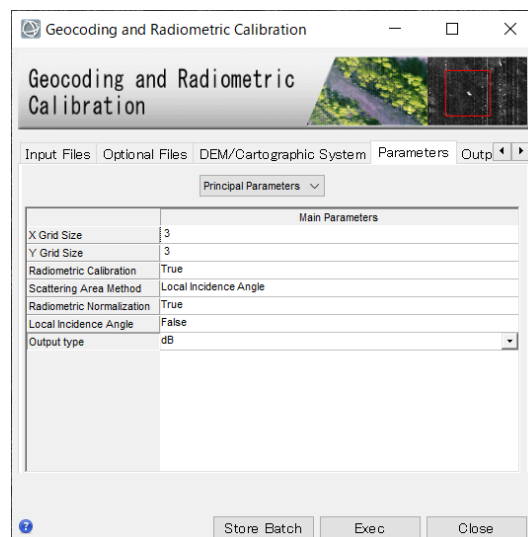 Geocoding and Radiometric Calibration
Geocoding and Radiometric
Calibration
Input Files Optional Files DEM/Cartographic System Parameters Outp
Principal Parameters
Main Parameters
X Grid Size 3
Y Grid Size 3
Radiometric Calibration True
Scattering Area Method Local Incidence Angle
Radiometric Normalization True
Local Incidence Angle False
Output type dB
? Store Batch Exec Close